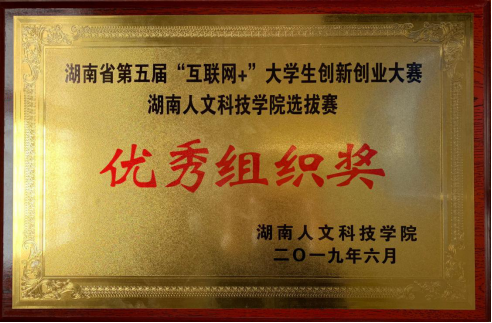 湖南省第五届“互联网+”大学生创新创业大赛
湖南人文科技学院选拔赛
优秀组织奖
湖南人文科技学院
二〇一九年六月